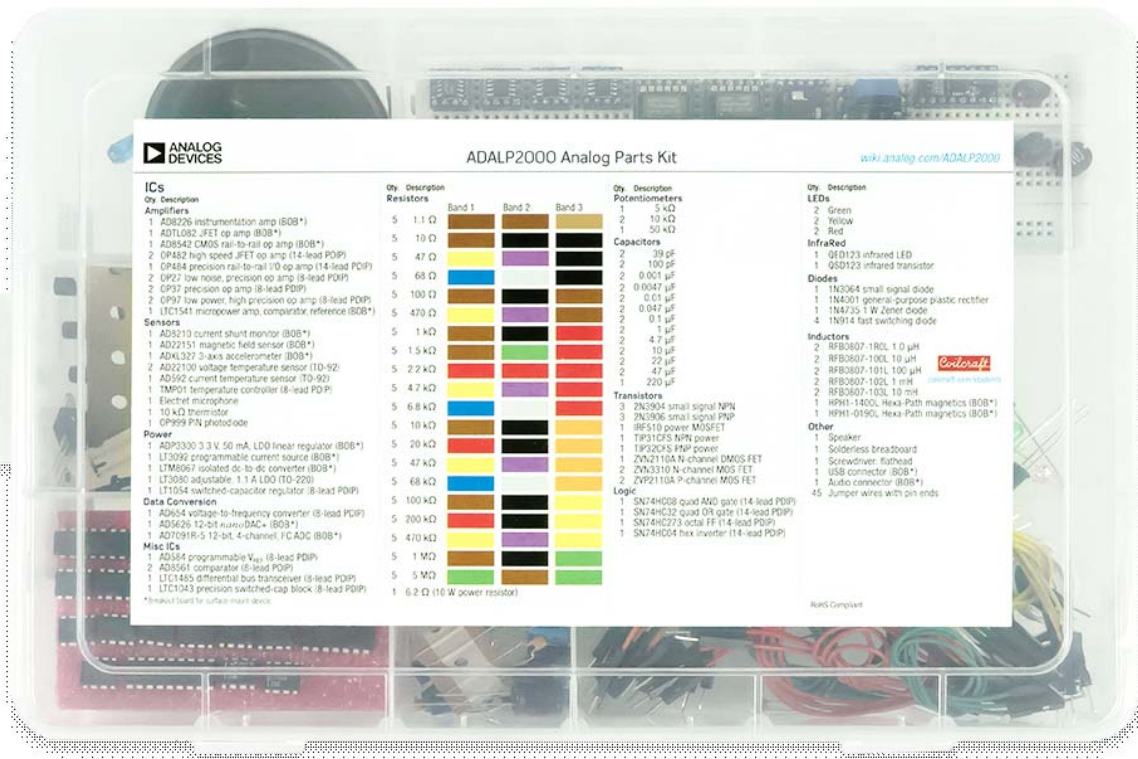 ANALOG
DEVICES
ADALP2000 Analog Parts Kit
wiki.analog.com/ADALP2000
ICs
Qty. Description
Amplifiers
1 AD8226 instrumentation amp (BOB*)
1 ADTL082 JFET op amp (BOB*)
1 AD8542 CMOS rail-to-rail op amp (BOB*)
2 OP482 high speed JFET op amp (14-lead PDIP)
1 OP484 precision rail-to-rail I/O op amp (14-lead PDIP)
2 OP27 low noise, precision op amp (8-lead PDIP)
2 OP37 precision op amp (8-lead PDIP)
2 OP97 low power, high precision op amp (8-lead PDIP)
1 LTC1541 micropower amp, comparator, reference (BOB*)
Sensors
1 AD8210 current shunt monitor (BOB*)
1 AD22151 magnetic field sensor (BOB*)
1 ADXL327 3-axis accelerometer (BOB*)
2 AD22100 voltage temperature sensor (TO-92)
1 AD592 current temperature sensor (TO-92)
1 TMP01 temperature controller (8-lead PDIP)
1 Electret microphone
1 10 kΩ thermistor
1 OP999 PIN photodiode
Power
1 ADP3300 3.3 V, 50 mA, LDO linear regulator (BOB*)
1 LT3092 programmable current source (BOB*)
1 LTM8067 isolated dc-to-dc converter (BOB*)
1 LT3080 adjustable, 1.1 A LDO (TO-220)
1 LT1054 switched-capacitor regulator (8-lead PDIP)
Data Conversion
1 AD654 voltage-to-frequency converter (8-lead PDIP)
1 AD5626 12-bit nanoDAC+ (BOB*)
1 AD7091R-5 12-bit, 4-channel, I²C ADC (BOB*)
Misc ICs
1 AD584 programmable VREF (8-lead PDIP)
2 AD8561 comparator (8-lead PDIP)
1 LTC1485 differential bus transceiver (8-lead PDIP)
1 LTC1043 precision switched-cap block (8-lead PDIP)
*Breakout board for surface-mount device
Qty. Description
Resistors
Band 1 Band 2 Band 3
5 1.1 Ω
5 10 Ω
5 47 Ω
5 68 Ω
5 100 Ω
5 470 Ω
5 1 kΩ
5 1.5 kΩ
5 2.2 kΩ
5 4.7 kΩ
5 6.8 kΩ
5 10 kΩ
5 20 kΩ
5 47 kΩ
5 68 kΩ
5 100 kΩ
5 200 kΩ
5 470 kΩ
5 1 MΩ
5 5 MΩ
1 6.2 Ω (10 W power resistor)
Qty. Description
Potentiometers
1 5 kΩ
2 10 kΩ
1 50 kΩ
Capacitors
2 39 pF
2 100 pF
2 0.001 µF
2 0.0047 µF
2 0.01 µF
2 0.047 µF
2 0.1 µF
2 1 µF
2 4.7 µF
2 10 µF
2 22 µF
2 47 µF
1 220 µF
Transistors
3 2N3904 small signal NPN
3 2N3906 small signal PNP
1 IRF510 power MOSFET
1 TIP31CFS NPN power
1 TIP32CFS PNP power
1 ZVN2110A N-channel DMOS FET
2 ZVN3310 N-channel MOS FET
2 ZVP2110A P-channel MOS FET
Logic
1 SN74HC08 quad AND gate (14-lead PDIP)
1 SN74HC32 quad OR gate (14-lead PDIP)
1 SN74HC273 octal FF (14-lead PDIP)
1 SN74HC04 hex inverter (14-lead PDIP)
Qty. Description
LEDs
2 Green
2 Yellow
2 Red
InfraRed
1 QED123 infrared LED
1 QSD123 infrared transistor
Diodes
1 1N3064 small signal diode
1 1N4001 general-purpose plastic rectifier
1 1N4735 1 W Zener diode
4 1N914 fast switching diode
Inductors
2 RFB0807-1R0L 1.0 µH
2 RFB0807-100L 10 µH
2 RFB0807-101L 100 µH
2 RFB0807-102L 1 mH
2 RFB0807-103L 10 mH
1 HPH1-1400L Hexa-Path magnetics (BOB*)
1 HPH1-0190L Hexa-Path magnetics (BOB*)
Coilcraft
Other
1 Speaker
1 Solderless breadboard
1 Screwdriver, flathead
1 USB connector (BOB*)
1 Audio connector (BOB*)
45 Jumper wires with pin ends
RoHS Compliant